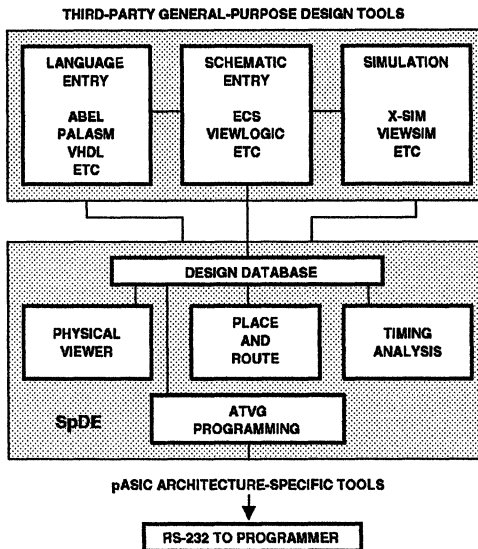 THIRD-PARTY GENERAL-PURPOSE DESIGN TOOLS
LANGUAGE
ENTRY
ABEL
PALASM
VHDL
ETC
SCHEMATIC
ENTRY
ECS
VIEWLOGIC
ETC
SIMULATION
X-SIM
VIEWSIM
ETC
DESIGN DATABASE
PHYSICAL
VIEWER
PLACE
AND
ROUTE
TIMING
ANALYSIS
SpDE
ATVG
PROGRAMMING
pASIC ARCHITECTURE-SPECIFIC TOOLS
RS-232 TO PROGRAMMER